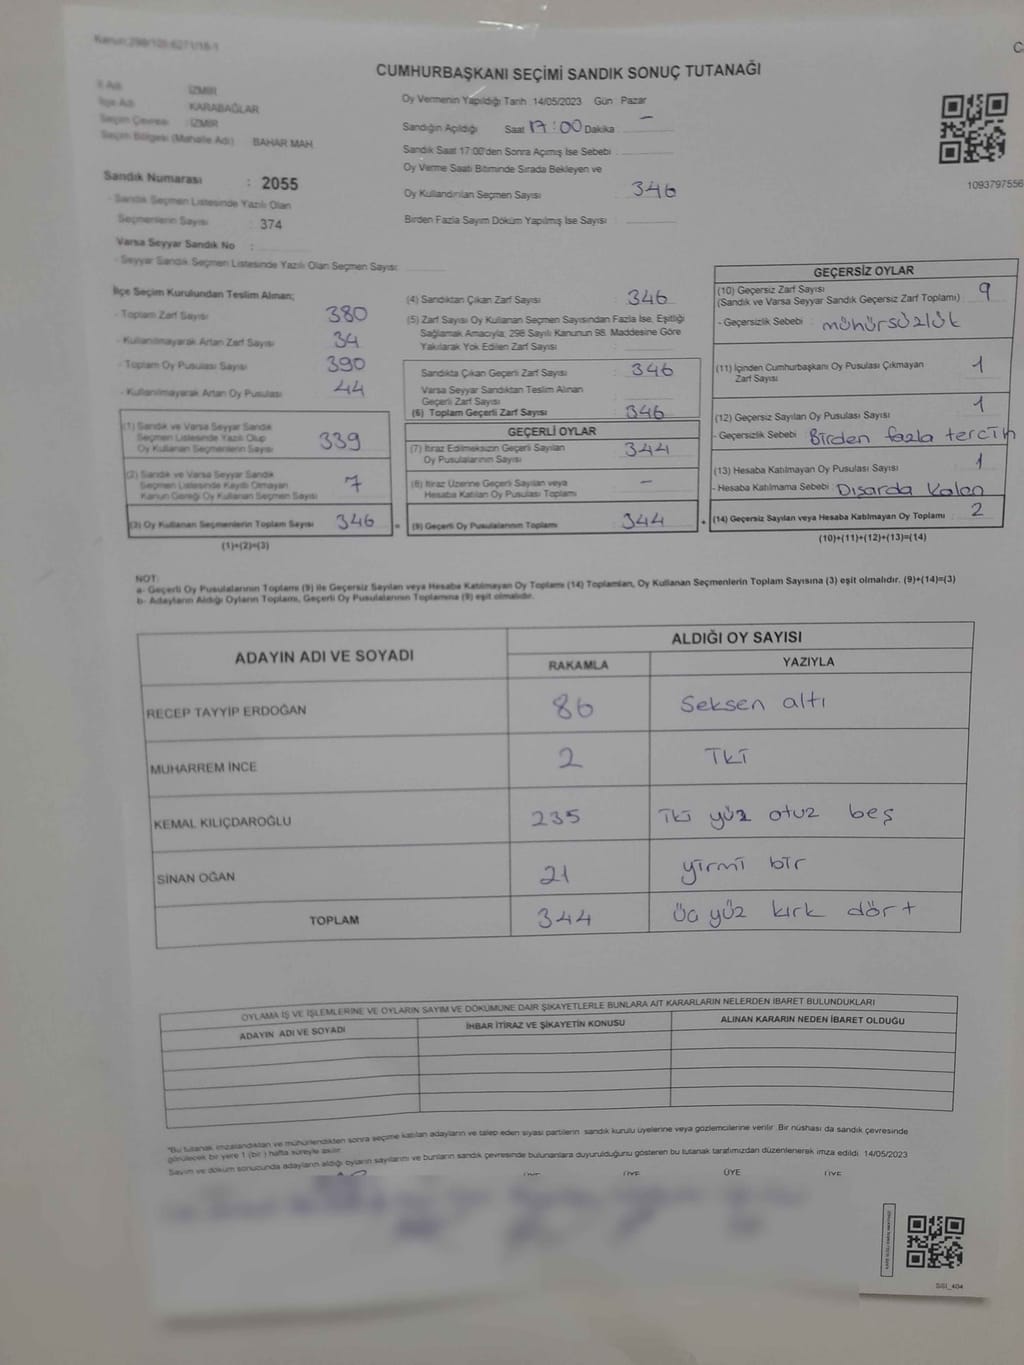 Kanun:298/105;6271/18-1
CUMHURBAŞKANI SEÇİMİ SANDIK SONUÇ TUTANAĞI
İl Adı : İZMİR
İlçe Adı : KARABAĞLAR
Seçim Çevresi : İZMİR
Seçim Bölgesi (Mahalle Adı) BAHAR MAH.
Sandık Numarası : 2055
- Sandık Seçmen Listesinde Yazılı Olan
Seçmenlerin Sayısı : 374
Varsa Seyyar Sandık No :
- Seyyar Sandık Seçmen Listesinde Yazılı Olan Seçmen Sayısı:
Oy Vermenin Yapıldığı Tarih :14/05/2023 Gün : Pazar
Sandığın Açıldığı Saat 17:00 Dakika : —
Sandık Saat 17:00'den Sonra Açımış İse Sebebi :
Oy Verme Saati Bitiminde Sırada Bekleyen ve
Oy Kullandırılan Seçmen Sayısı : 346
Birden Fazla Sayım Döküm Yapılmış İse Sayısı :
1093797556
İlçe Seçim Kurulundan Teslim Alınan;
- Toplam Zarf Sayısı : 380
- Kullanılmayarak Artan Zarf Sayısı : 34
- Toplam Oy Pusulası Sayısı : 390
- Kullanılmayarak Artan Oy Pusulası : 44
(1) Sandık ve Varsa Seyyar Sandık
Seçmen Listesinde Yazılı Olup
Oy Kullanan Seçmenlerin Sayısı : 339
(2) Sandık ve Varsa Seyyar Sandık
Seçmen Listesinde Kayıtlı Olmayan
Kanun Gereği Oy Kullanan Seçmen Sayısı : 7
(3) Oy Kullanan Seçmenlerin Toplam Sayısı : 346
(1)+(2)=(3)
(4) Sandıktan Çıkan Zarf Sayısı : 346
(5) Zarf Sayısı Oy Kullanan Seçmen Sayısından Fazla İse, Eşitliği
Sağlamak Amacıyla, 298 Sayılı Kanunun 98. Maddesine Göre
Yakılarak Yok Edilen Zarf Sayısı :
Sandıkta Çıkan Geçerli Zarf Sayısı : 346
Varsa Seyyar Sandıktan Teslim Alınan
Geçerli Zarf Sayısı
(6) Toplam Geçerli Zarf Sayısı : 346
GEÇERLİ OYLAR
(7) İtiraz Edilmeksizin Geçerli Sayılan
Oy Pusulalarının Sayısı : 344
(8) İtiraz Üzerine Geçerli Sayılan veya
Hesaba Katılan Oy Pusulası Toplamı : —
= (9) Geçerli Oy Pusulalarının Toplamı : 344 +
GEÇERSİZ OYLAR
(10) Geçersiz Zarf Sayısı : 9
(Sandık ve Varsa Seyyar Sandık Geçersiz Zarf Toplamı)
- Geçersizlik Sebebi : mühürsüzlük
(11) İçinden Cumhurbaşkanı Oy Pusulası Çıkmayan
Zarf Sayısı : 1
(12) Geçersiz Sayılan Oy Pusulası Sayısı : 1
- Geçersizlik Sebebi : Birden fazla tercih
(13) Hesaba Katılmayan Oy Pusulası Sayısı : 1
- Hesaba Katılmama Sebebi : Dısarda kalan
(14) Geçersiz Sayılan veya Hesaba Katılmayan Oy Toplamı : 2
(10)+(11)+(12)+(13)=(14)
NOT:
a- Geçerli Oy Pusulalarının Toplamı (9) ile Geçersiz Sayılan veya Hesaba Katılmayan Oy Toplamı (14) Toplamları, Oy Kullanan Seçmenlerin Toplam Sayısına (3) eşit olmalıdır. (9)+(14)=(3)
b- Adayların Aldığı Oyların Toplamı, Geçerli Oy Pusulalarının Toplamına (9) eşit olmalıdır.
ADAYIN ADI VE SOYADI
ALDIĞI OY SAYISI
RAKAMLA YAZIYLA
RECEP TAYYİP ERDOĞAN 86 Seksen altı
MUHARREM İNCE 2 İki
KEMAL KILIÇDAROĞLU 235 iki yüz otuz beş
SİNAN OĞAN 21 yirmi bir
TOPLAM 344 üç yüz kırk dört
OYLAMA İŞ VE İŞLEMLERİNE VE OYLARIN SAYIM VE DÖKÜMÜNE DAİR ŞİKAYETLERLE BUNLARA AİT KARARLARIN NELERDEN İBARET BULUNDUKLARI
ADAYIN ADI VE SOYADI İHBAR İTİRAZ VE ŞİKAYETİN KONUSU ALINAN KARARIN NEDEN İBARET OLDUĞU
"Bu tutanak imzalandıktan ve mühürlendikten sonra seçime katılan adayların ve talep eden siyasi partilerin sandık kurulu üyelerine veya gözlemcilerine verilir. Bir nüshası da sandık çevresinde
görülecek bir yere 1 (bir) hafta süreyle asılır.
Sayım ve döküm sonucunda adayların aldığı oyların sayılarını ve bunların sandık çevresinde bulunanlara duyurulduğunu gösteren bu tutanak tarafımızdan düzenlenerek imza edildi. 14/05/2023
ÜYE ÜYE ÜYE ÜYE
SSI_404